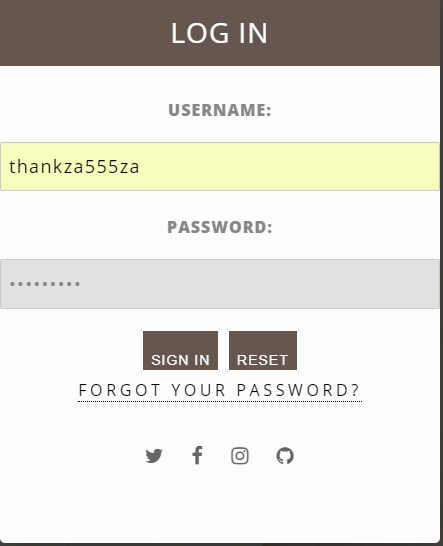 LOG IN
USERNAME:
thankza555za
PASSWORD:
•••••••••
SIGN IN RESET
FORGOT YOUR PASSWORD?